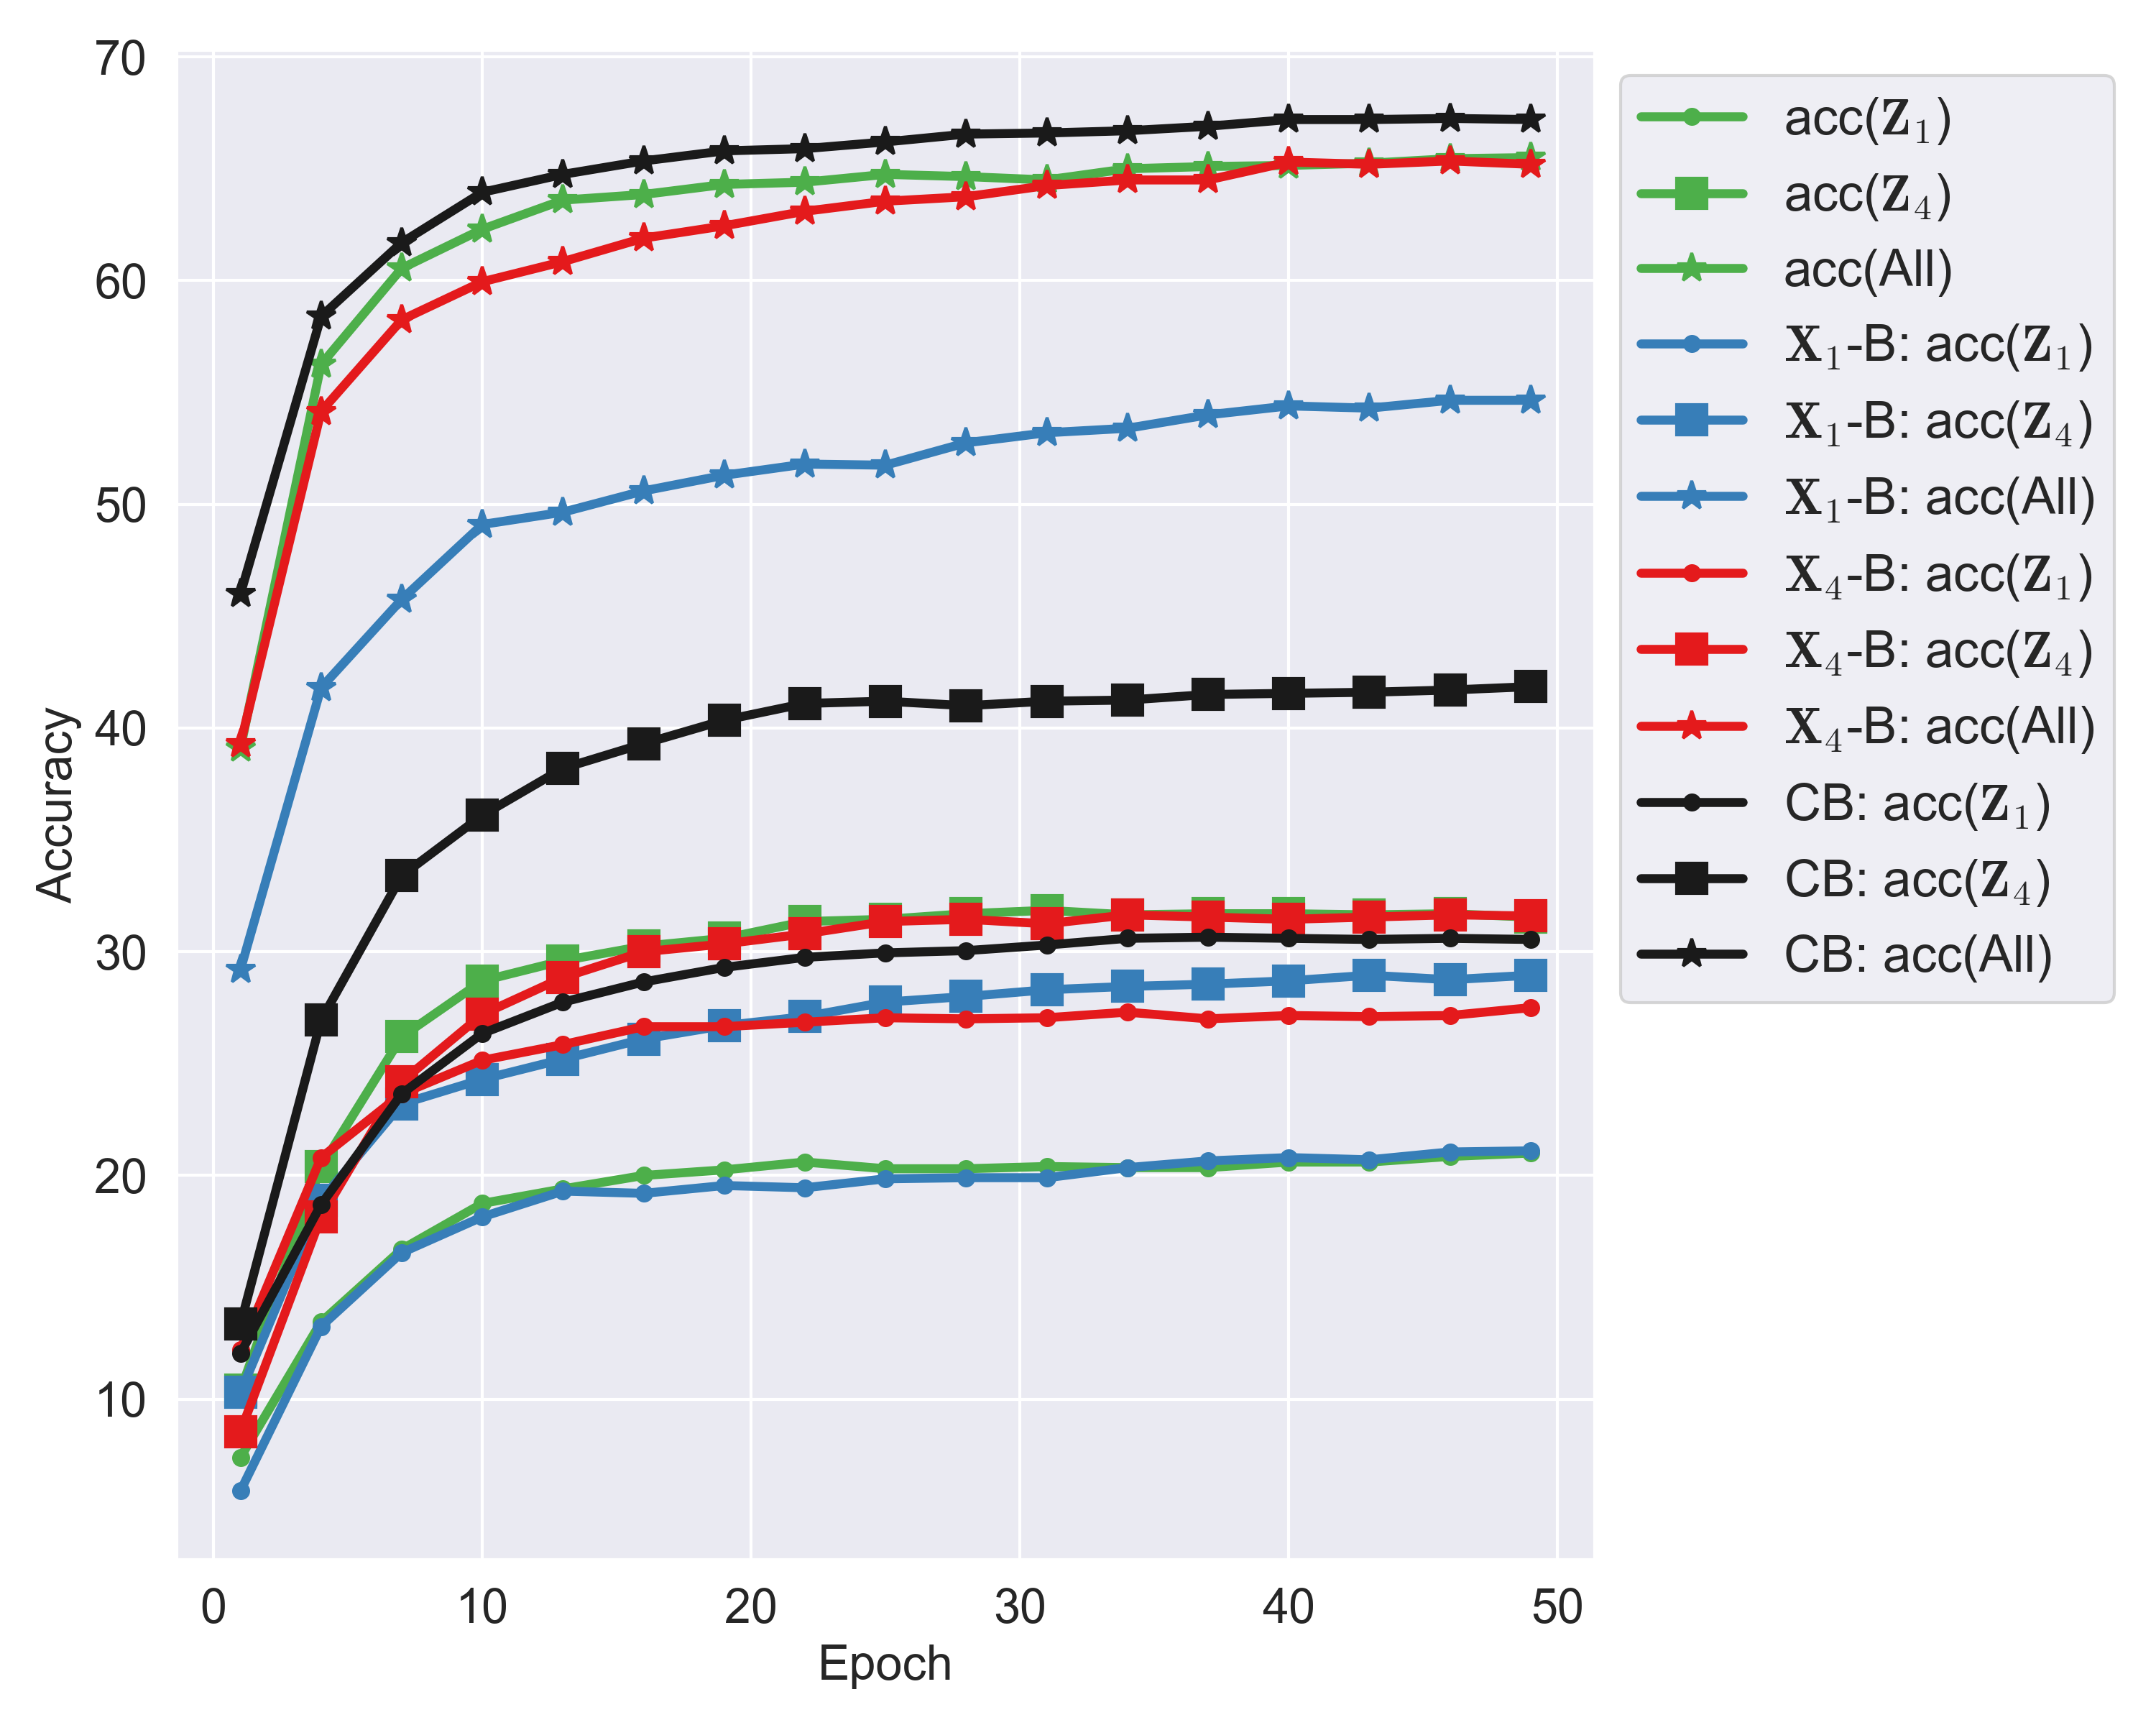 70
60
50
40
30
20
10
0 10 20 30 40 50
Accuracy
Epoch
acc(Z₁)
acc(Z₄)
acc(All)
X₁-B: acc(Z₁)
X₁-B: acc(Z₄)
X₁-B: acc(All)
X₄-B: acc(Z₁)
X₄-B: acc(Z₄)
X₄-B: acc(All)
CB: acc(Z₁)
CB: acc(Z₄)
CB: acc(All)